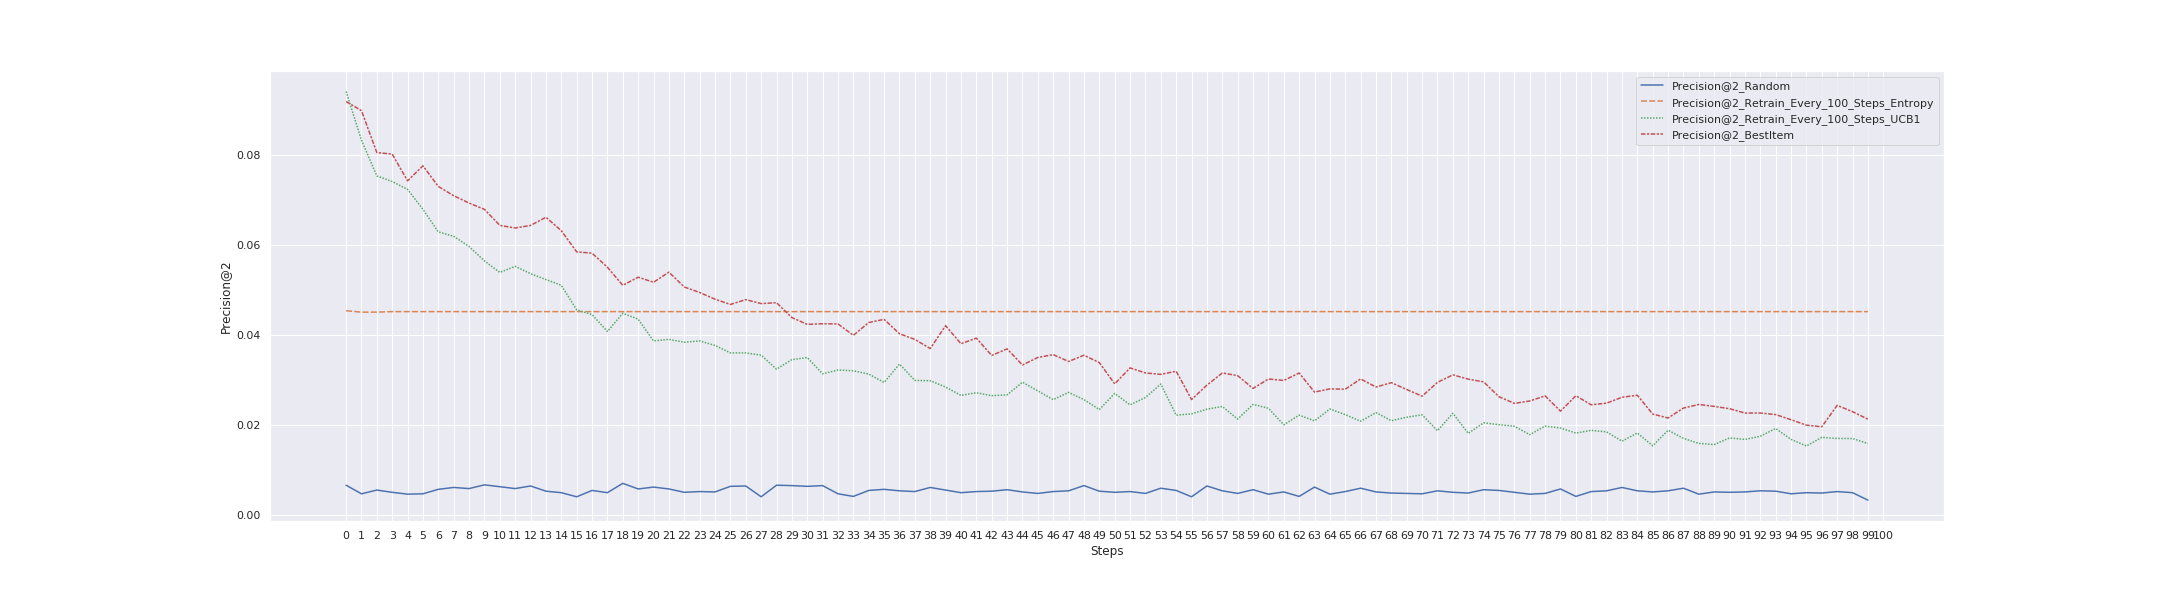 Precision@2_Random
Precision@2_Retrain_Every_100_Steps_Entropy
Precision@2_Retrain_Every_100_Steps_UCB1
Precision@2_BestItem
Precision@2
0.08
0.06
0.04
0.02
0.00
0 1 2 3 4 5 6 7 8 9 10 11 12 13 14 15 16 17 18 19 20 21 22 23 24 25 26 27 28 29 30 31 32 33 34 35 36 37 38 39 40 41 42 43 44 45 46 47 48 49 50 51 52 53 54 55 56 57 58 59 60 61 62 63 64 65 66 67 68 69 70 71 72 73 74 75 76 77 78 79 80 81 82 83 84 85 86 87 88 89 90 91 92 93 94 95 96 97 98 99 100
Steps